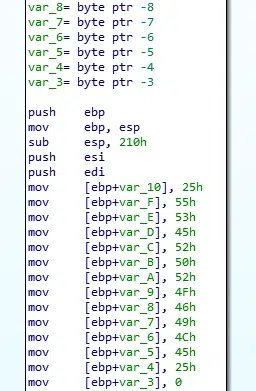 var_8= byte ptr -8
var_7= byte ptr -7
var_6= byte ptr -6
var_5= byte ptr -5
var_4= byte ptr -4
var_3= byte ptr -3
push ebp
mov ebp, esp
sub esp, 210h
push esi
push edi
mov [ebp+var_10], 25h
mov [ebp+var_F], 55h
mov [ebp+var_E], 53h
mov [ebp+var_D], 45h
mov [ebp+var_C], 52h
mov [ebp+var_B], 50h
mov [ebp+var_A], 52h
mov [ebp+var_9], 4Fh
mov [ebp+var_8], 46h
mov [ebp+var_7], 49h
mov [ebp+var_6], 4Ch
mov [ebp+var_5], 45h
mov [ebp+var_4], 25h
mov [ebp+var_3], 0